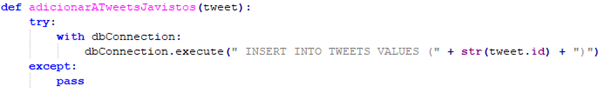 def adicionarATweetsJavistos(tweet):
    try:
        with dbConnection:
            dbConnection.execute(" INSERT INTO TWEETS VALUES (" + str(tweet.id) + ")")
    except:
        pass